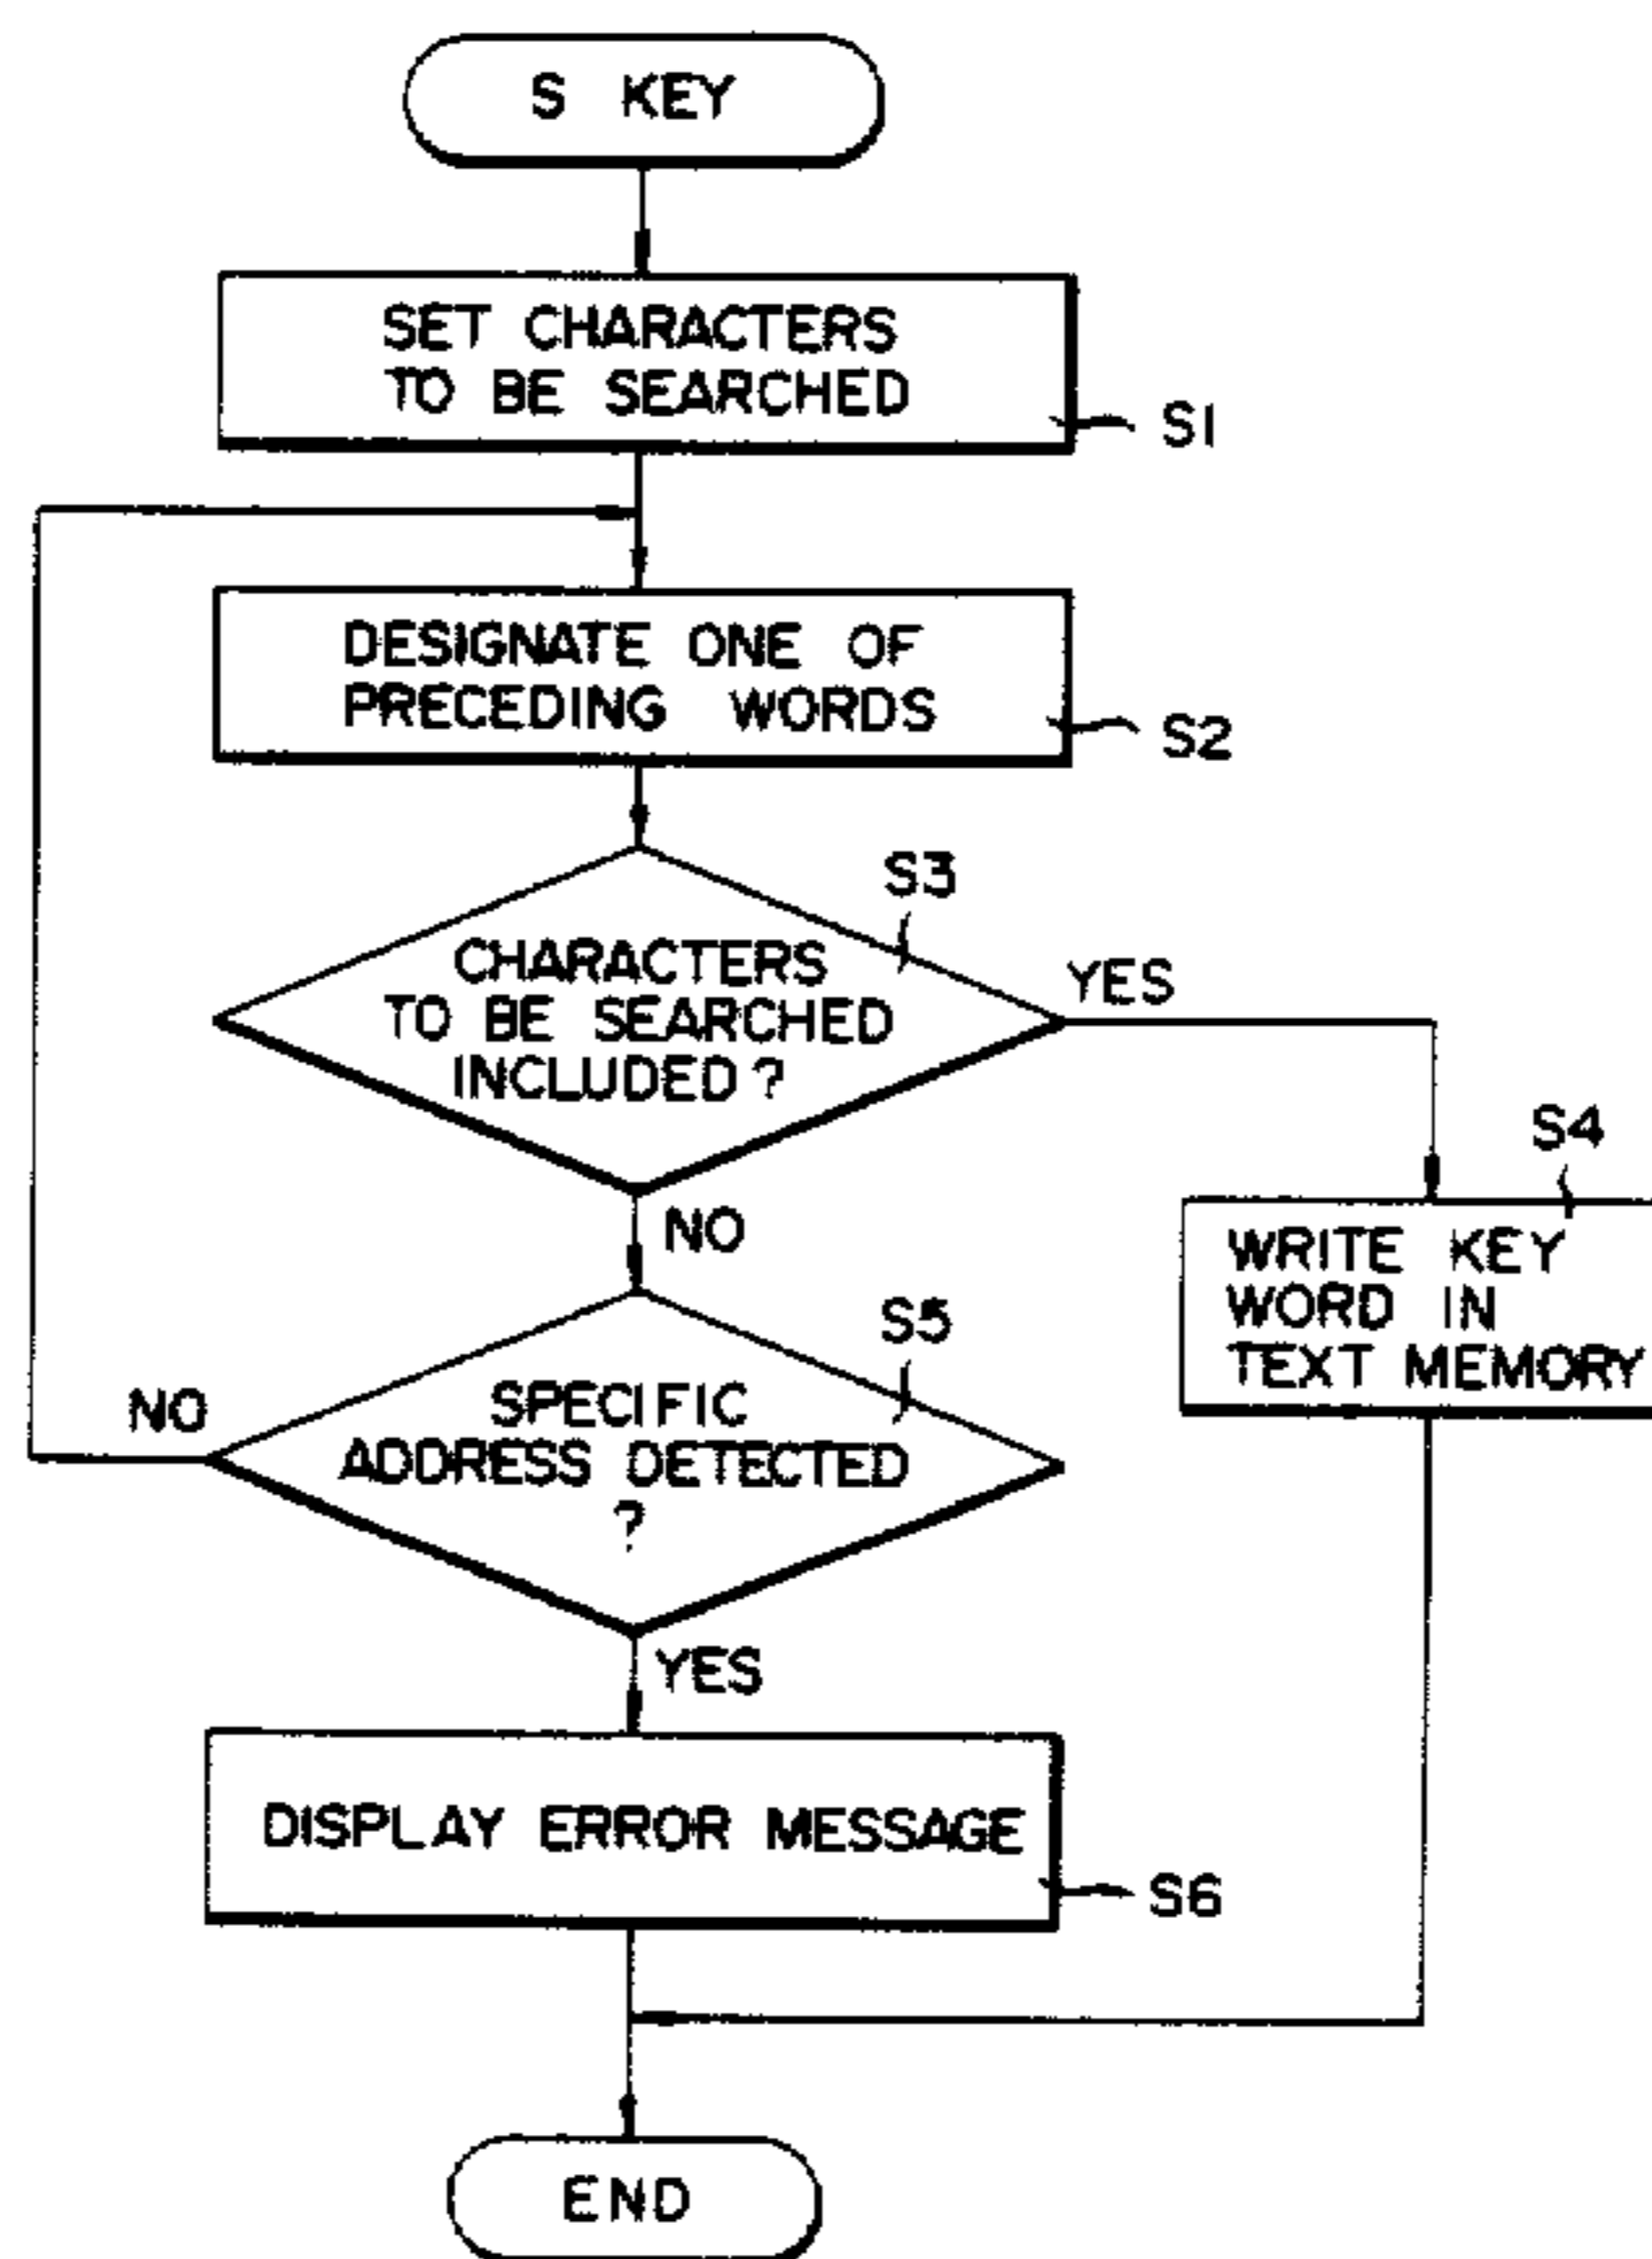 S KEY
SET CHARACTERS
TO BE SEARCHED
S1
DESIGNATE ONE OF
PRECEDING WORDS
S2
S3
CHARACTERS
TO BE SEARCHED
INCLUDED?
YES
NO
S4
WRITE KEY
WORD IN
TEXT MEMORY
S5
SPECIFIC
ADDRESS DETECTED
?
NO
YES
DISPLAY ERROR MESSAGE
S6
END